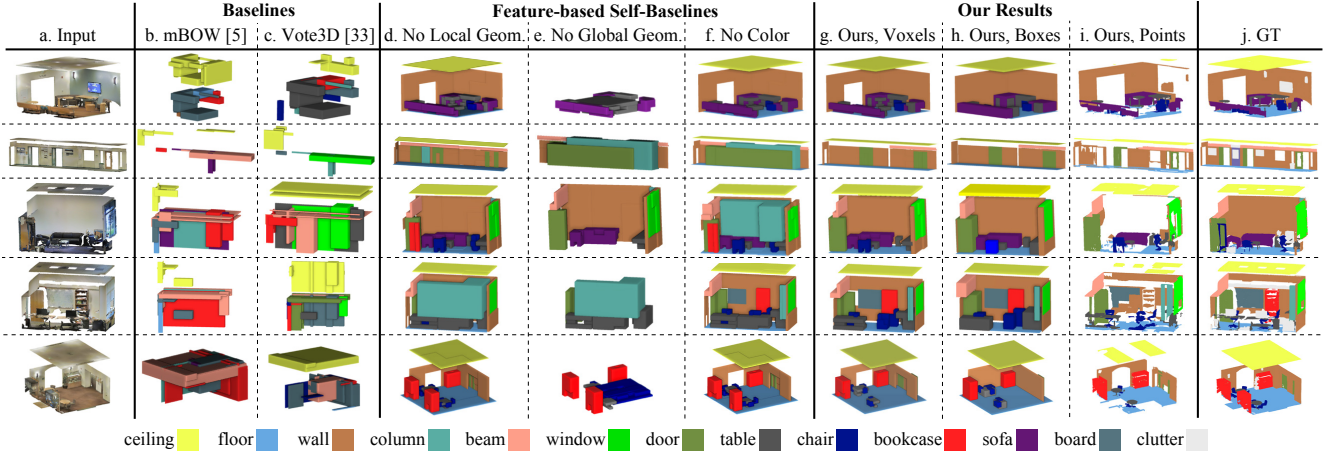 Baselines
Feature-based Self-Baselines
Our Results
a. Input
b. mBOW [5]
c. Vote3D [33]
d. No Local Geom.
e. No Global Geom.
f. No Color
g. Ours, Voxels
h. Ours, Boxes
i. Ours, Points
j. GT
ceiling floor wall column beam window door table chair bookcase sofa board clutter